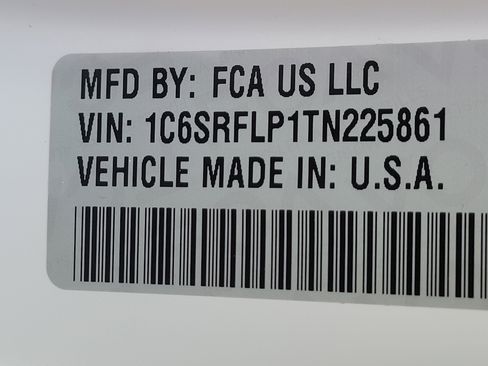 MFD BY: FCA US LLC
VIN: 1C6SRFLP1TN225861
VEHICLE MADE IN: U.S.A.